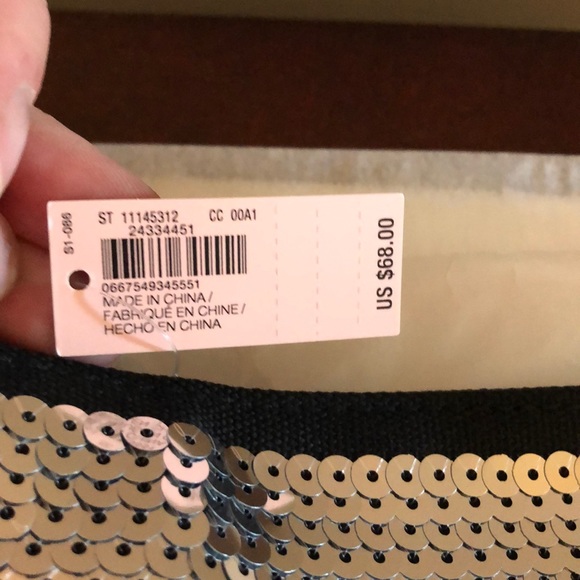 S1-086
ST 11145312 CC 00A1
24334451
0667549345551
MADE IN CHINA /
FABRIQUÉ EN CHINE /
HECHO EN CHINA
US $68.00